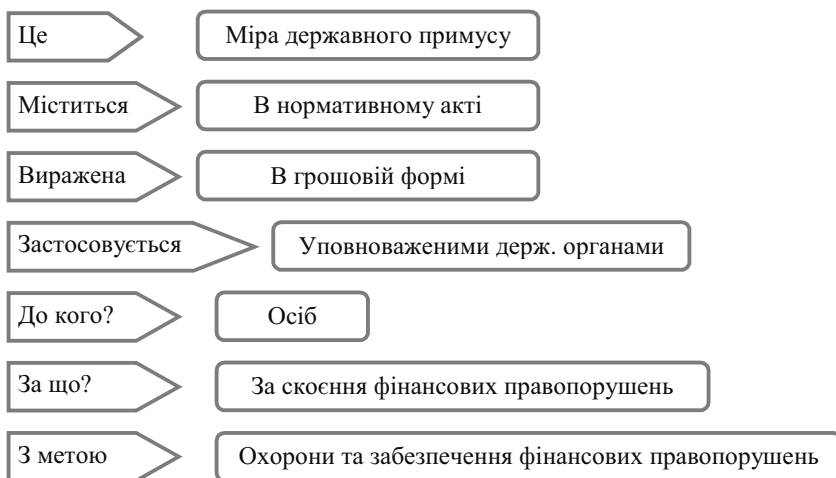 Це Міра державного примусу
Міститься В нормативному акті
Виражена В грошовій формі
Застосовується Уповноваженими держ. органами
До кого? Осіб
За що? За скоєння фінансових правопорушень
З метою Охорони та забезпечення фінансових правопорушень